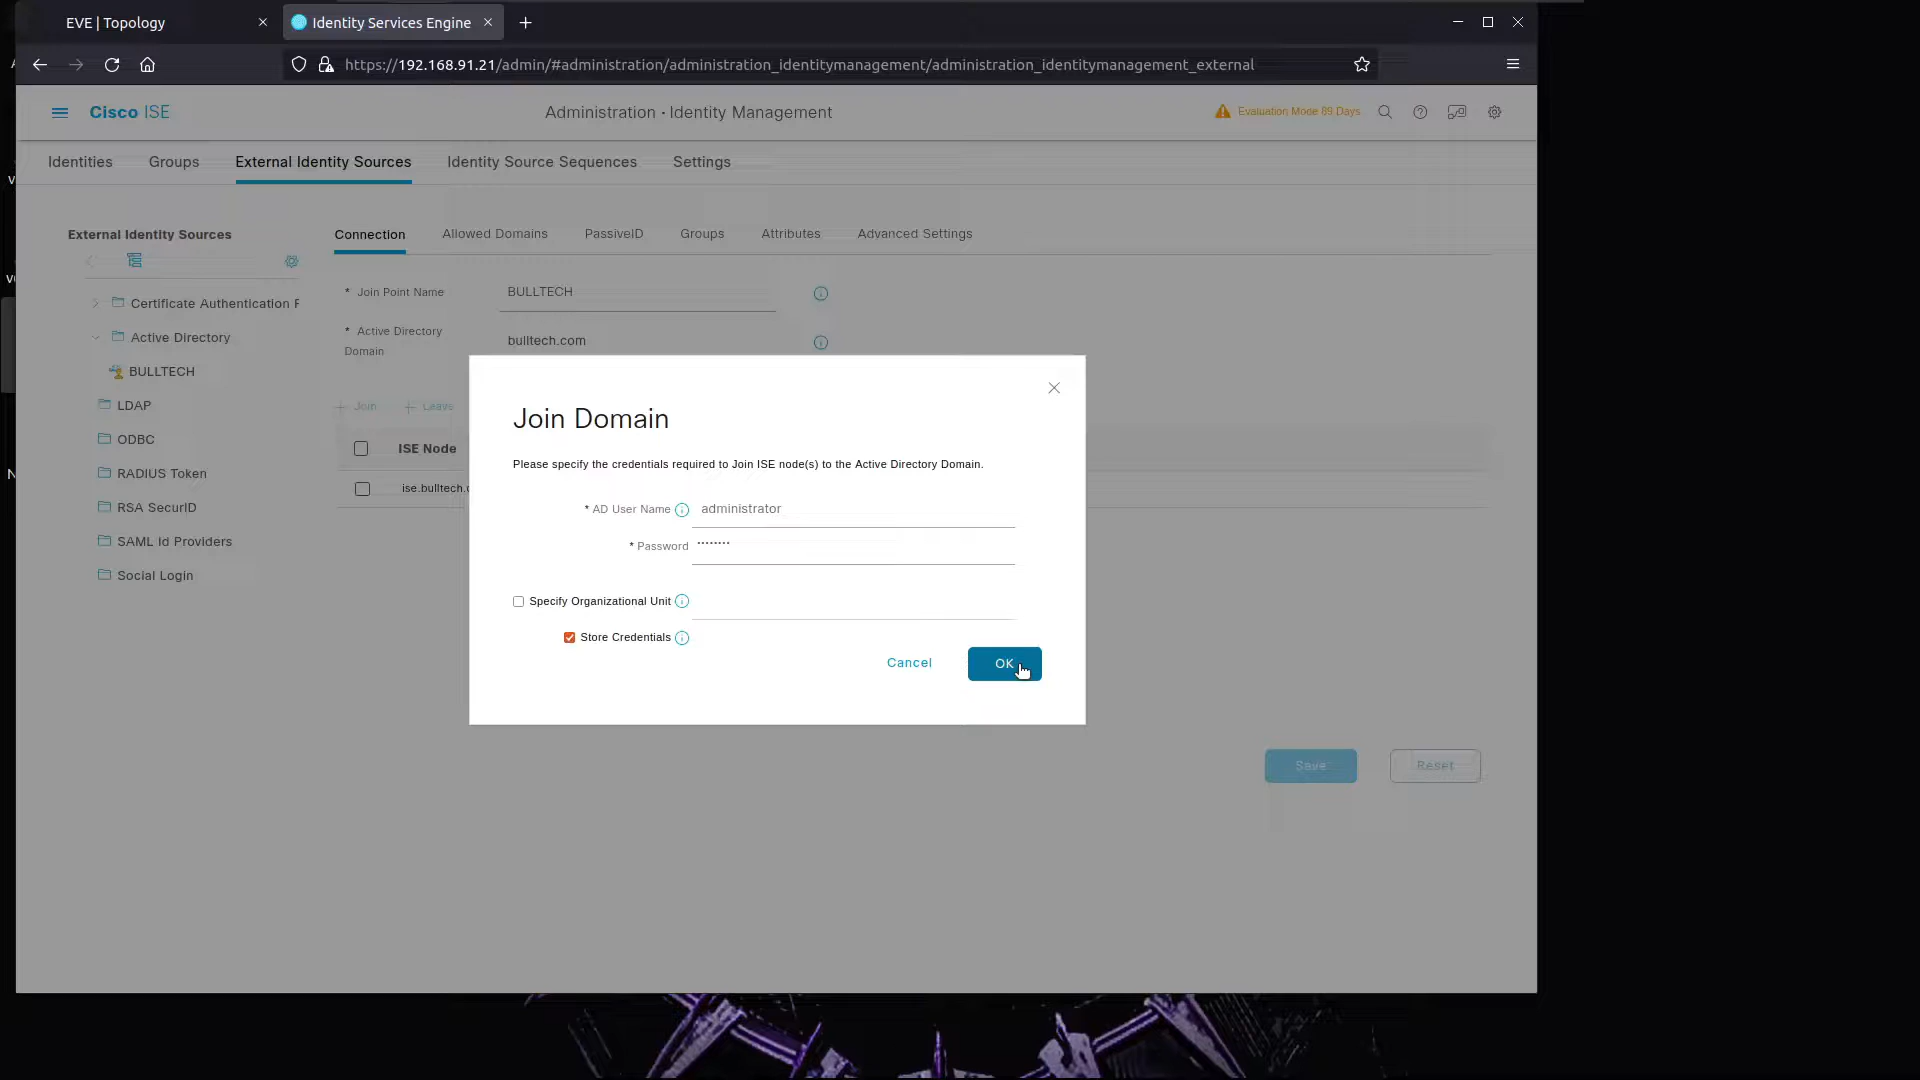 EVE | Topology
Identity Services Engine
https://192.168.91.21/admin/#administration/administration_identitymanagement/administration_identitymanagement_external
Cisco ISE
Administration · Identity Management
Evaluation Mode 89 Days
Identities
Groups
External Identity Sources
Identity Source Sequences
Settings
External Identity Sources
Connection
Allowed Domains
PassiveID
Groups
Attributes
Advanced Settings
Certificate Authentication
Active Directory
BULLTECH
LDAP
ODBC
RADIUS Token
RSA SecurID
SAML Id Providers
Social Login
* Join Point Name
BULLTECH
* Active Directory
Domain
bulltech.com
+ Join
+ Leave
ISE Node
ise.bulltech.
Join Domain
Please specify the credentials required to Join ISE node(s) to the Active Directory Domain.
* AD User Name
administrator
* Password
••••••••
Specify Organizational Unit
Store Credentials
Cancel
OK
Save
Reset